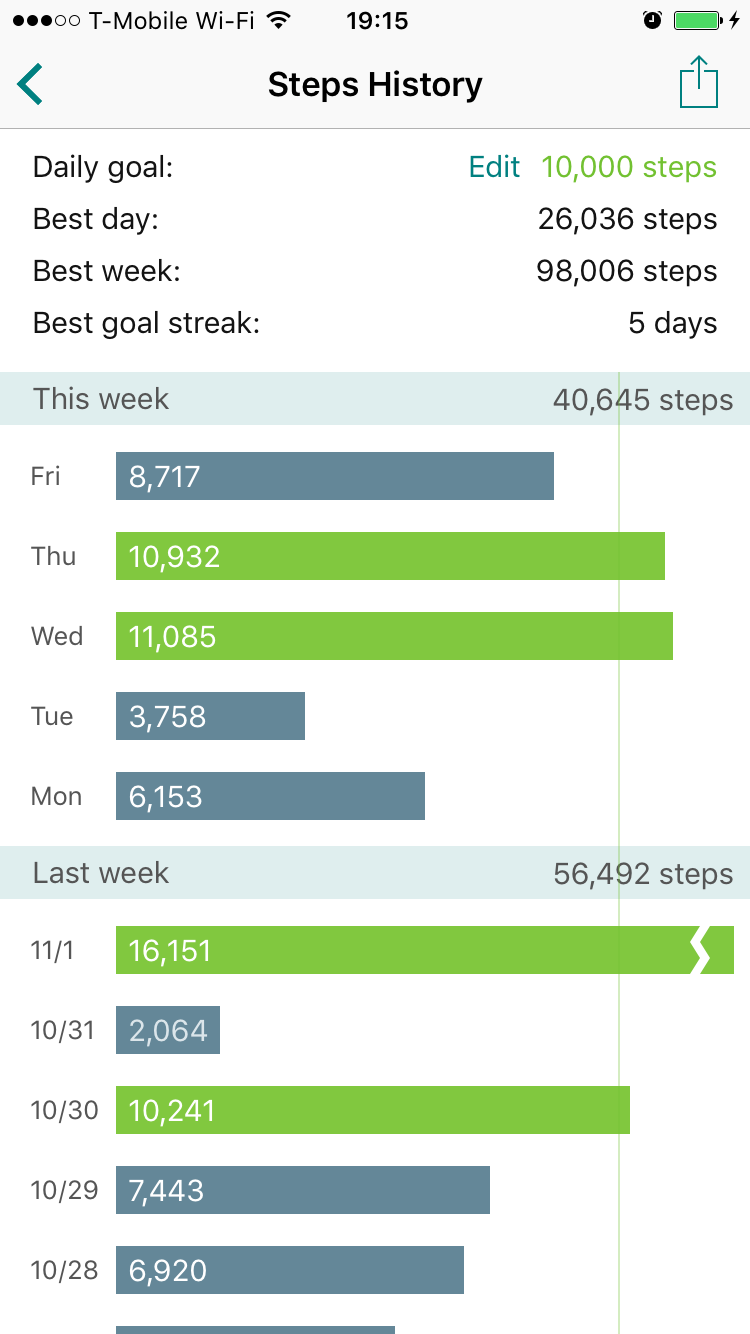 T-Mobile Wi-Fi 19:15
Steps History
Daily goal: Edit 10,000 steps
Best day: 26,036 steps
Best week: 98,006 steps
Best goal streak: 5 days
This week 40,645 steps
Fri 8,717
Thu 10,932
Wed 11,085
Tue 3,758
Mon 6,153
Last week 56,492 steps
11/1 16,151
10/31 2,064
10/30 10,241
10/29 7,443
10/28 6,920